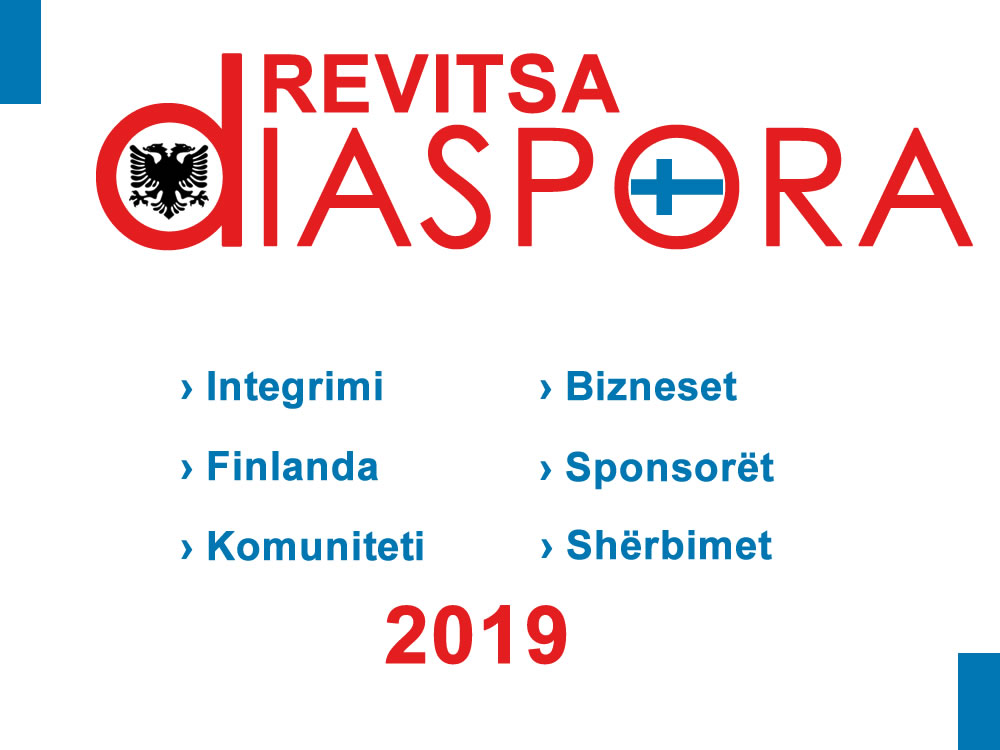 REVITSA
dIASPORA
› Integrimi
› Bizneset
› Finlanda
› Sponsorët
› Komuniteti
› Shërbimet
2019